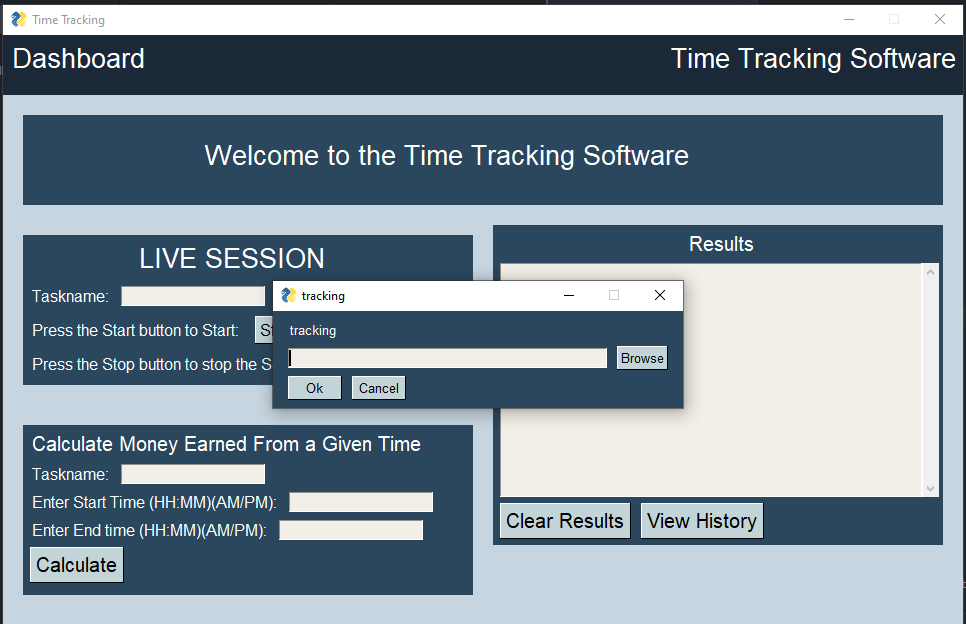 Time Tracking
Dashboard
Time Tracking Software
Welcome to the Time Tracking Software
LIVE SESSION
Taskname:
Press the Start button to Start:
Press the Stop button to stop the
tracking
tracking
Browse
Ok
Cancel
Results
Clear Results
View History
Calculate Money Earned From a Given Time
Taskname:
Enter Start Time (HH:MM)(AM/PM):
Enter End time (HH:MM)(AM/PM):
Calculate